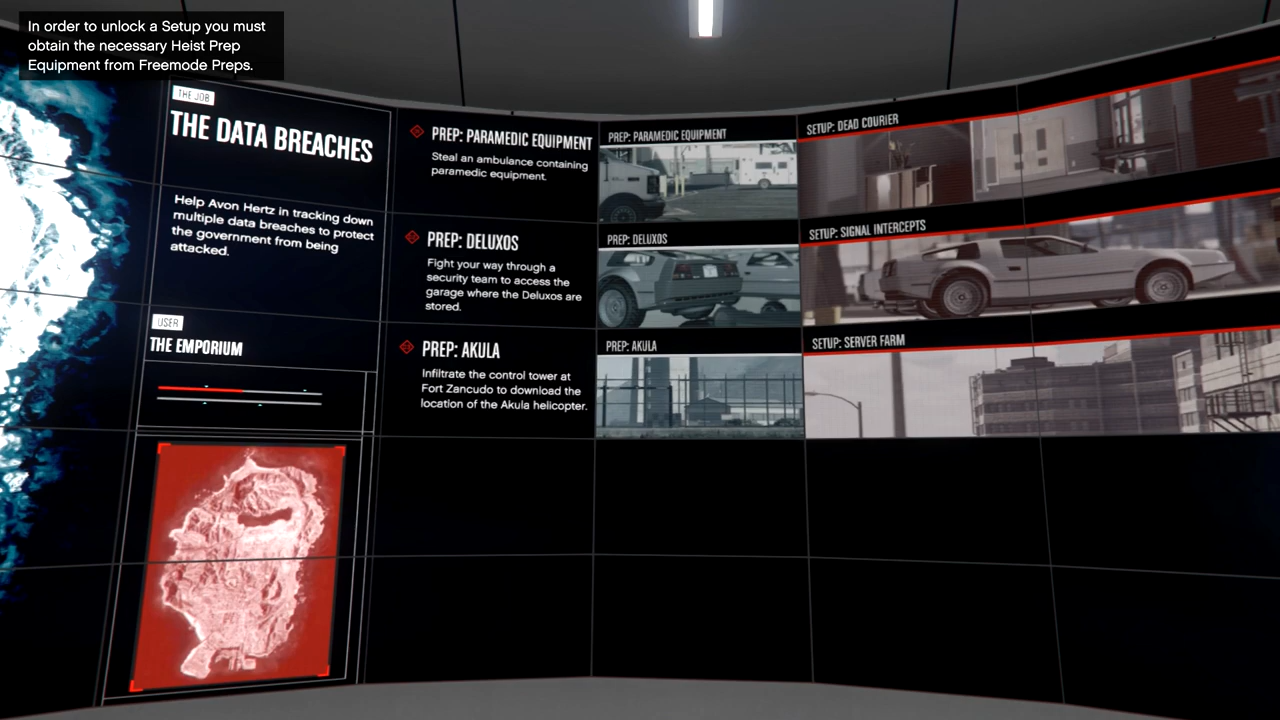 In order to unlock a Setup you must
obtain the necessary Heist Prep
Equipment from Freemode Preps.
THE JOB
THE DATA BREACHES
Help Avon Hertz in tracking down
multiple data breaches to protect
the government from being
attacked.
USER
THE EMPORIUM
PREP: PARAMEDIC EQUIPMENT
Steal an ambulance containing
paramedic equipment.
PREP: DELUXOS
Fight your way through a
security team to access the
garage where the Deluxos are
stored.
PREP: AKULA
Infiltrate the control tower at
Fort Zancudo to download the
location of the Akula helicopter.
PREP: PARAMEDIC EQUIPMENT
PREP: DELUXOS
PREP: AKULA
SETUP: DEAD COURIER
SETUP: SIGNAL INTERCEPTS
SETUP: SERVER FARM